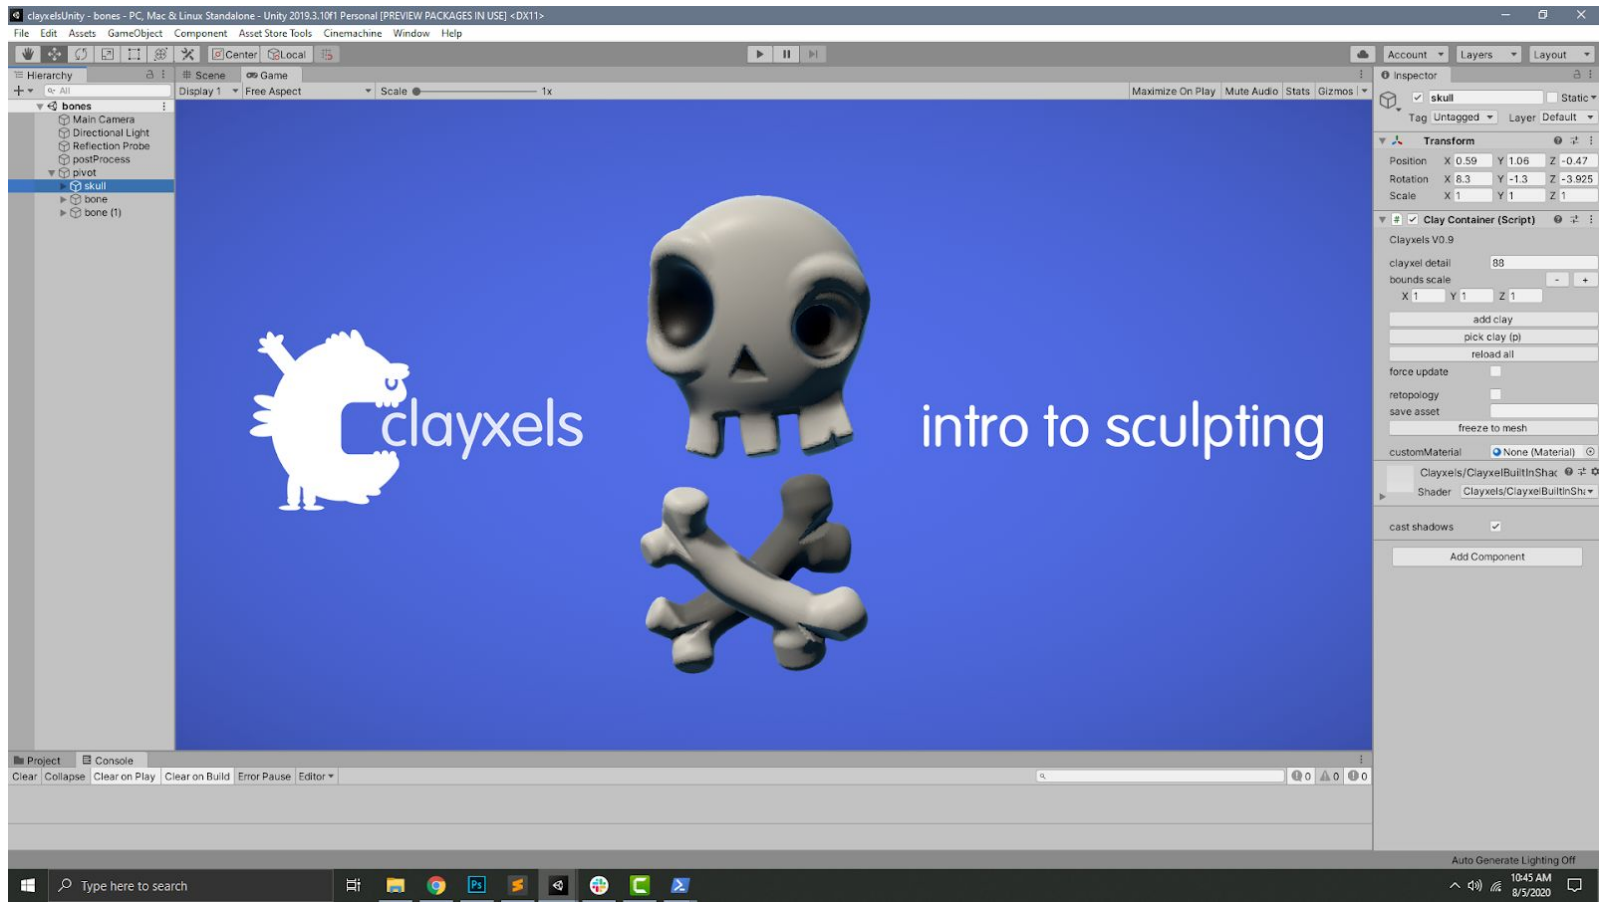 clayxelsUnity - bones - PC, Mac & Linux Standalone - Unity 2019.3.10f1 Personal [PREVIEW PACKAGES IN USE] <DX11>
File Edit Assets GameObject Component Asset Store Tools Cinemachine Window Help
Center Local
Account Layers Layout
Hierarchy
Scene Game
Inspector
All
Display 1 Free Aspect Scale 1x
Maximize On Play Mute Audio Stats Gizmos
bones
Main Camera
Directional Light
Reflection Probe
postProcess
pivot
skull
bone
bone (1)
clayxels
intro to sculpting
skull Static
Tag Untagged Layer Default
Transform
Position X 0.59 Y 1.06 Z -0.47
Rotation X 8.3 Y -1.3 Z -3.925
Scale X 1 Y 1 Z 1
# Clay Container (Script)
Clayxels V0.9
clayxel detail 88
bounds scale - +
X 1 Y 1 Z 1
add clay
pick clay (p)
reload all
force update
retopology
save asset
freeze to mesh
customMaterial None (Material)
Clayxels/ClayxelBuiltInShac
Shader Clayxels/ClayxelBuiltInSha
cast shadows
Add Component
Project Console
Clear Collapse Clear on Play Clear on Build Error Pause Editor
0 0 0
Auto Generate Lighting Off
Type here to search
Ps
10:45 AM
8/5/2020